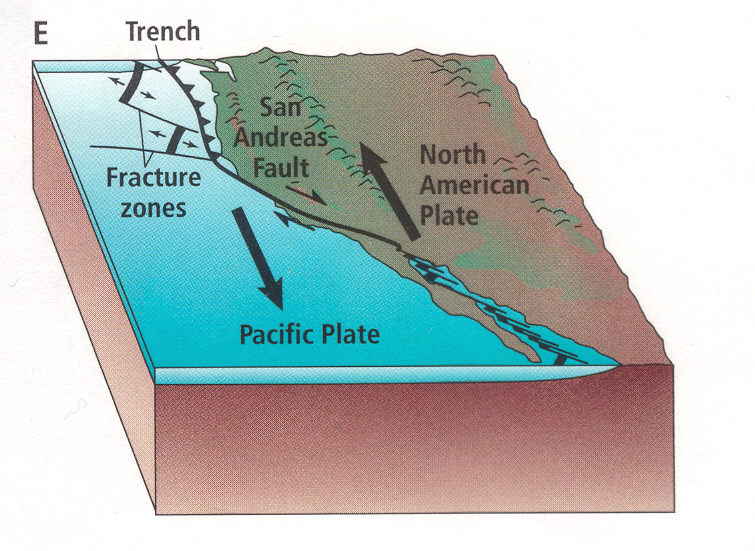 E
Trench
San
Andreas
Fault
North
American
Plate
Fracture
zones
Pacific Plate